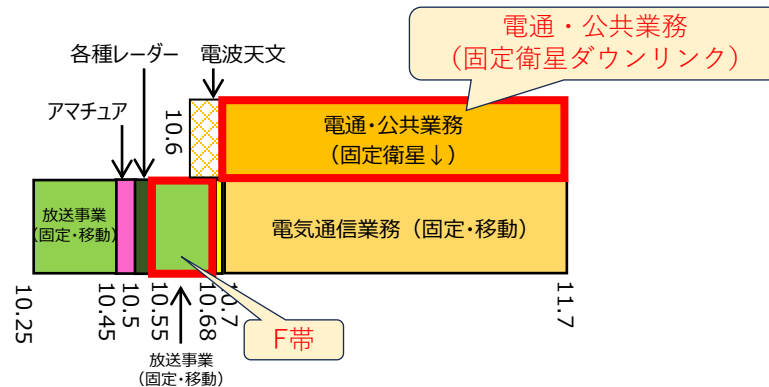 電通・公共業務
（固定衛星ダウンリンク）
各種レーダー
電波天文
アマチュア
10.6
電通・公共業務
（固定衛星↓）
放送事業
（固定・移動）
電気通信業務（固定・移動）
10.25
10.45
10.5
10.55
10.68
10.7
11.7
F帯
放送事業
（固定・移動）